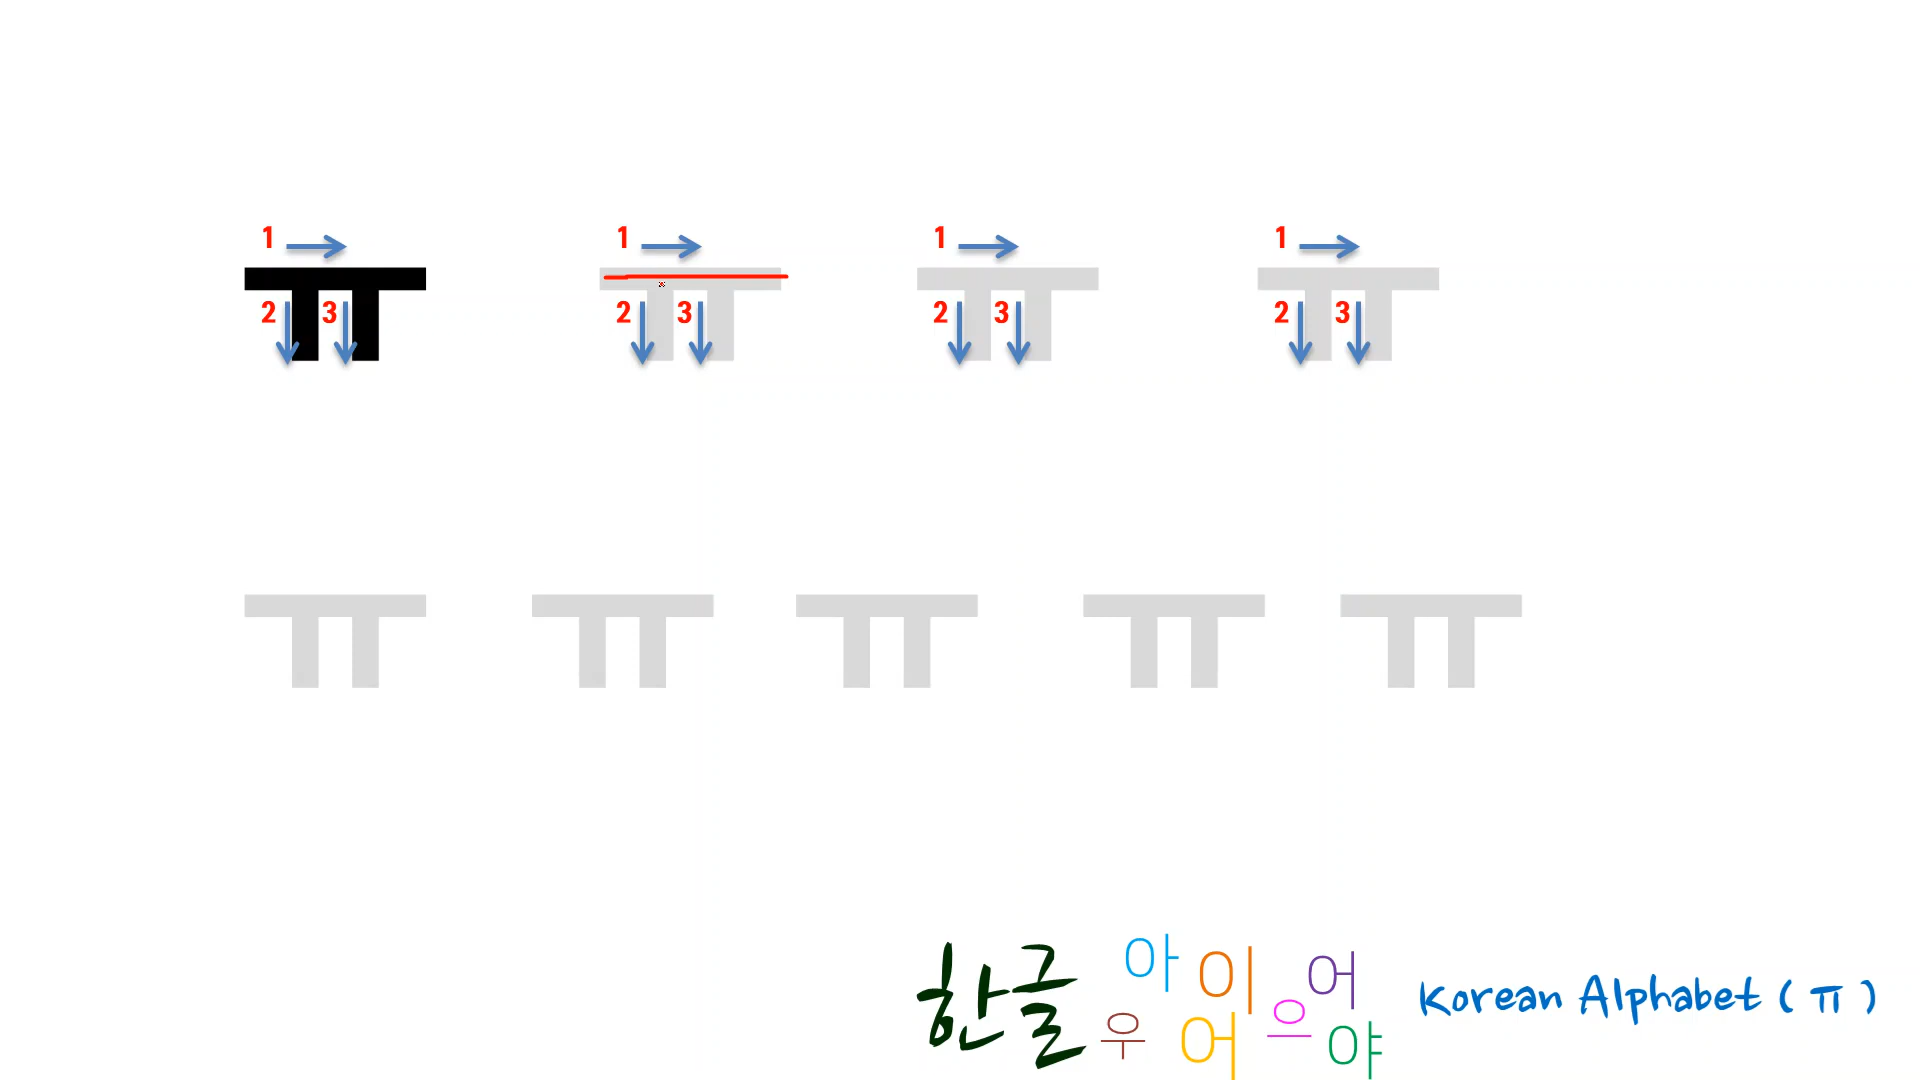 1 1 1 1
ㅠ ㅠ ㅠ ㅠ
2 3 2 3 2 3 2 3
ㅠ ㅠ ㅠ ㅠ ㅠ
한글 아 이 어 우 어 으 야 Korean Alphabet ( ㅠ )